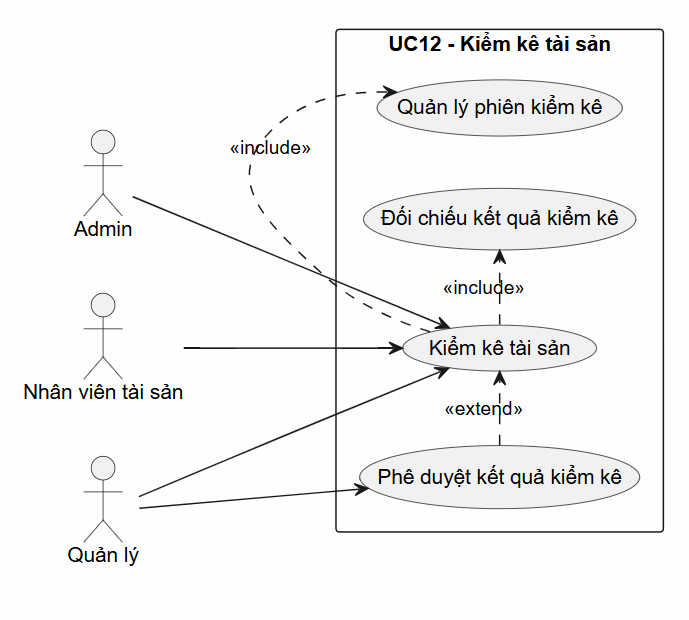 UC12 - Kiểm kê tài sản
Quản lý phiên kiểm kê
«include»
Admin
Đối chiếu kết quả kiểm kê
«include»
Kiểm kê tài sản
Nhân viên tài sản
«extend»
Phê duyệt kết quả kiểm kê
Quản lý